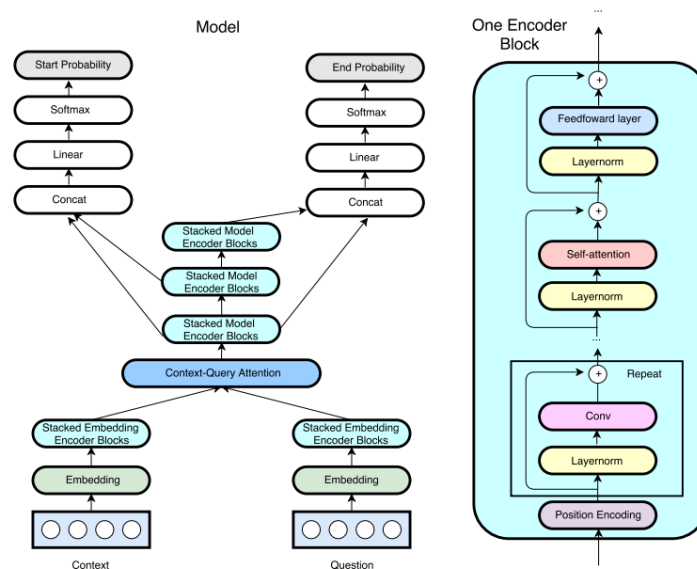 Model
Start Probability
Softmax
Linear
Concat
End Probability
Softmax
Linear
Concat
Stacked Model
Encoder Blocks
Stacked Model
Encoder Blocks
Stacked Model
Encoder Blocks
Context-Query Attention
Stacked Embedding
Encoder Blocks
Stacked Embedding
Encoder Blocks
Embedding
Embedding
Context
Question
One Encoder
Block
...
+
Feedfoward layer
Layernorm
+
Self-attention
Layernorm
...
+
Repeat
Conv
Layernorm
Position Encoding